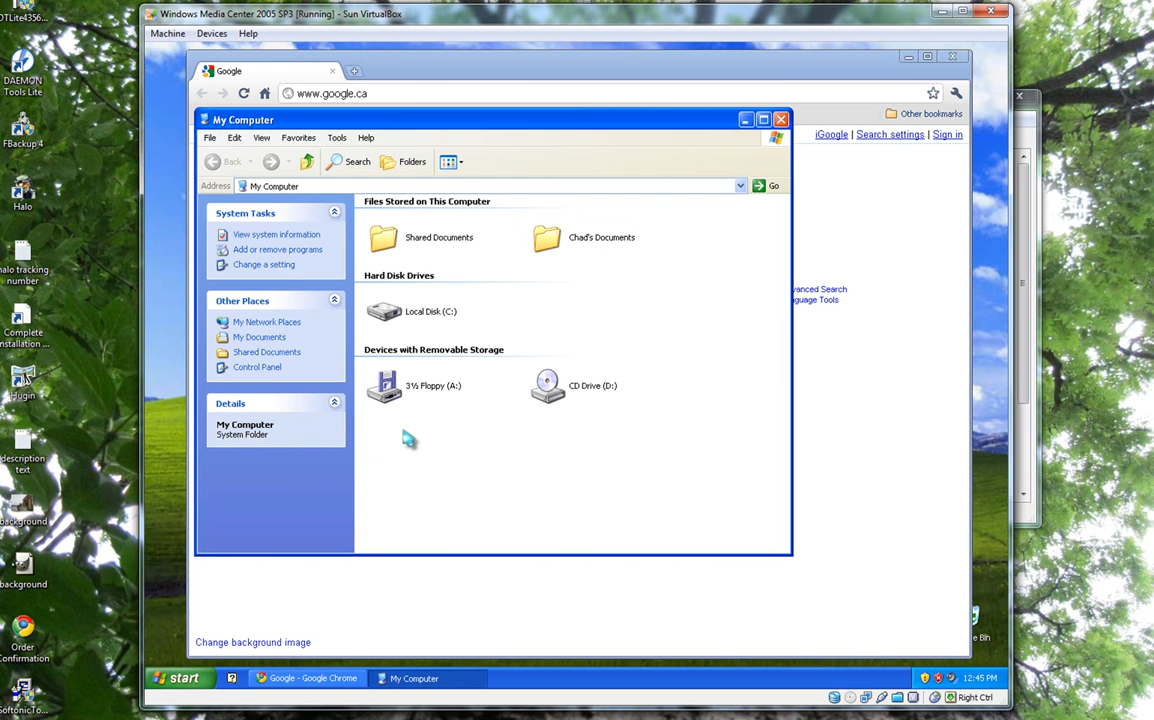 DTLite4356...
DAEMON
Tools Lite
FBackup 4
Halo
halo tracking
number
Complete
installation ...
Hugin
description
text
background
background
Order
Confirmation
SoftonicTo...
Windows Media Center 2005 SP3 [Running] - Sun VirtualBox
Machine Devices Help
Google
www.google.ca
Other bookmarks
iGoogle | Search settings | Sign in
My Computer
File Edit View Favorites Tools Help
Back Search Folders
Address My Computer Go
System Tasks
View system information
Add or remove programs
Change a setting
Other Places
My Network Places
My Documents
Shared Documents
Control Panel
Details
My Computer
System Folder
Files Stored on This Computer
Shared Documents Chad's Documents
Hard Disk Drives
Local Disk (C:)
Devices with Removable Storage
3½ Floppy (A:) CD Drive (D:)
vanced Search
nguage Tools
Change background image
start Google - Google Chrome My Computer 12:45 PM
Right Ctrl